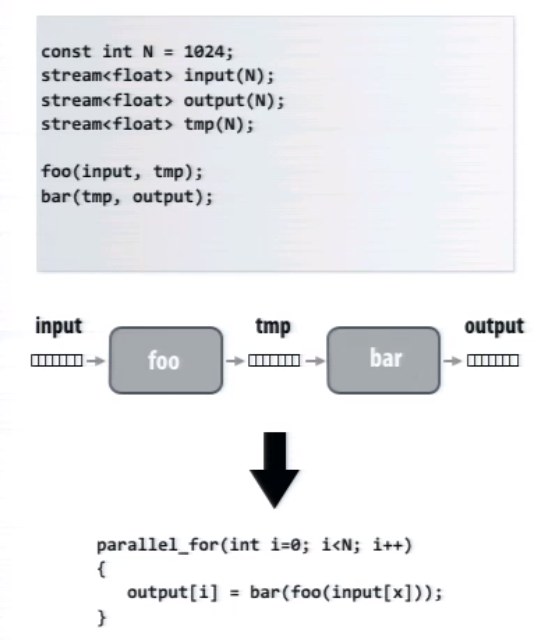 const int N = 1024;
stream<float> input(N);
stream<float> output(N);
stream<float> tmp(N);
foo(input, tmp);
bar(tmp, output);
input
tmp
output
foo
bar
parallel_for(int i=0; i<N; i++)
{
output[i] = bar(foo(input[x]));
}